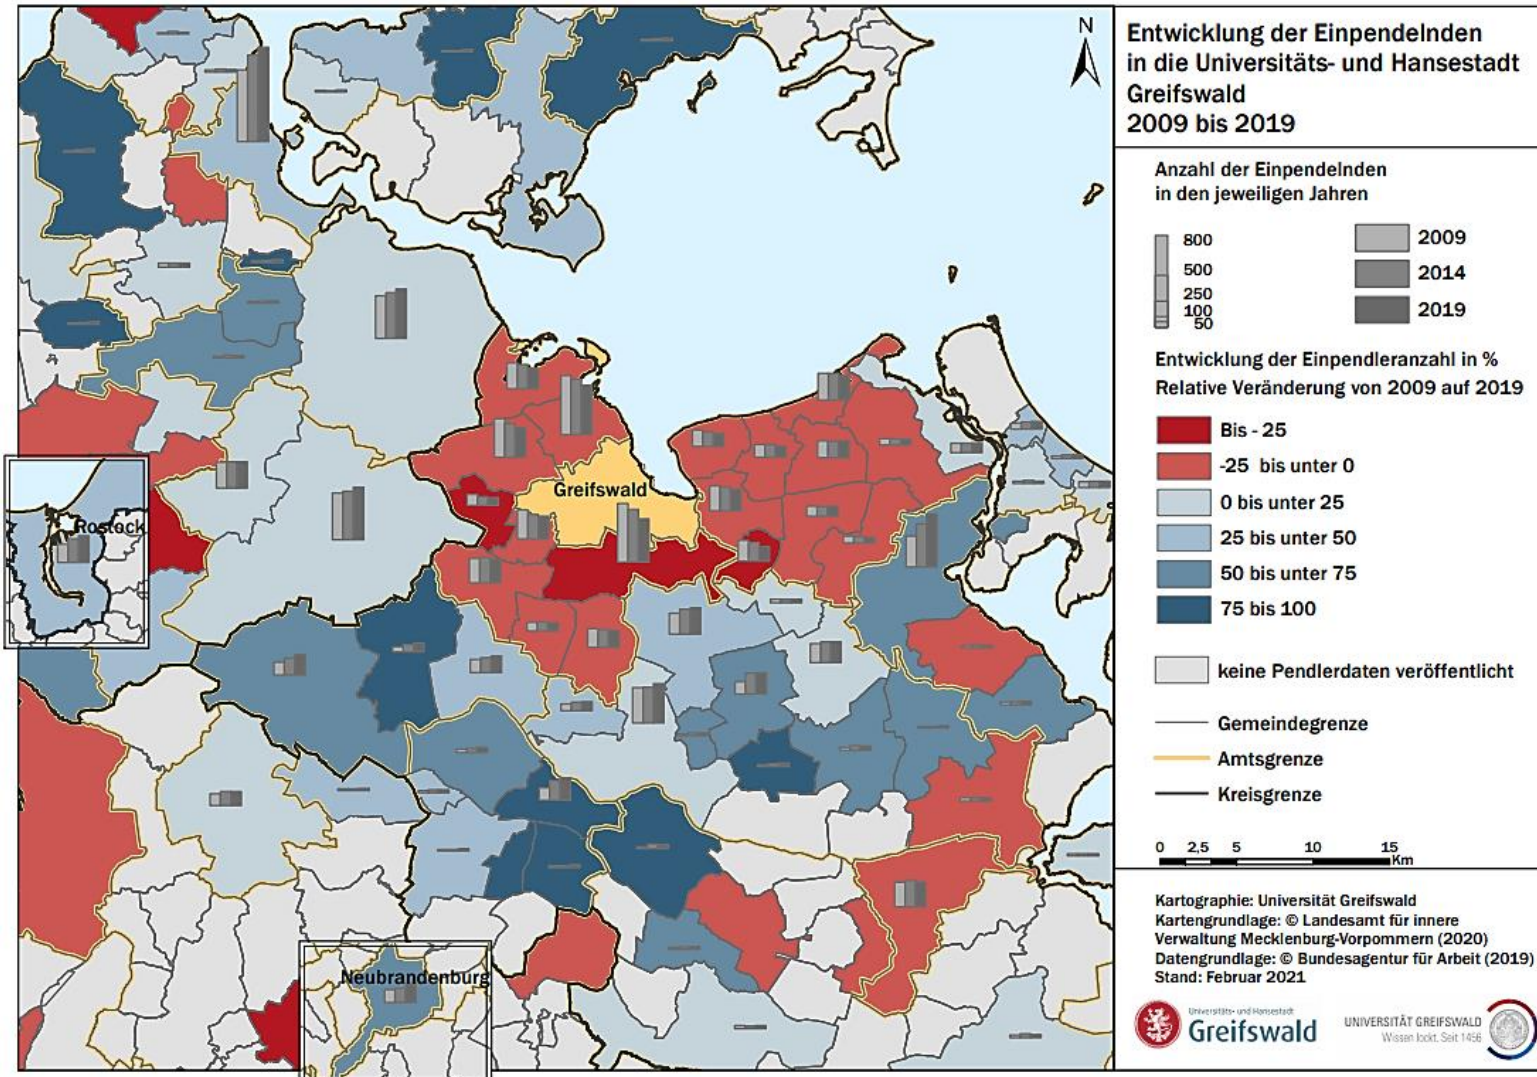 Entwicklung der Einpendelnden
in die Universitäts- und Hansestadt
Greifswald
2009 bis 2019
N
Anzahl der Einpendelnden
in den jeweiligen Jahren
800
500
250
100
50
2009
2014
2019
Entwicklung der Einpendleranzahl in %
Relative Veränderung von 2009 auf 2019
Bis - 25
-25 bis unter 0
0 bis unter 25
25 bis unter 50
50 bis unter 75
75 bis 100
keine Pendlerdaten veröffentlicht
Gemeindegrenze
Amtsgrenze
Kreisgrenze
0 2,5 5 10 15
Km
Kartographie: Universität Greifswald
Kartengrundlage: © Landesamt für innere
Verwaltung Mecklenburg-Vorpommern (2020)
Datengrundlage: © Bundesagentur für Arbeit (2019)
Stand: Februar 2021
Universitäts- und Hansestadt
Greifswald
UNIVERSITÄT GREIFSWALD
Wissen lockt. Seit 1456
Greifswald
Rostock
Neubrandenburg